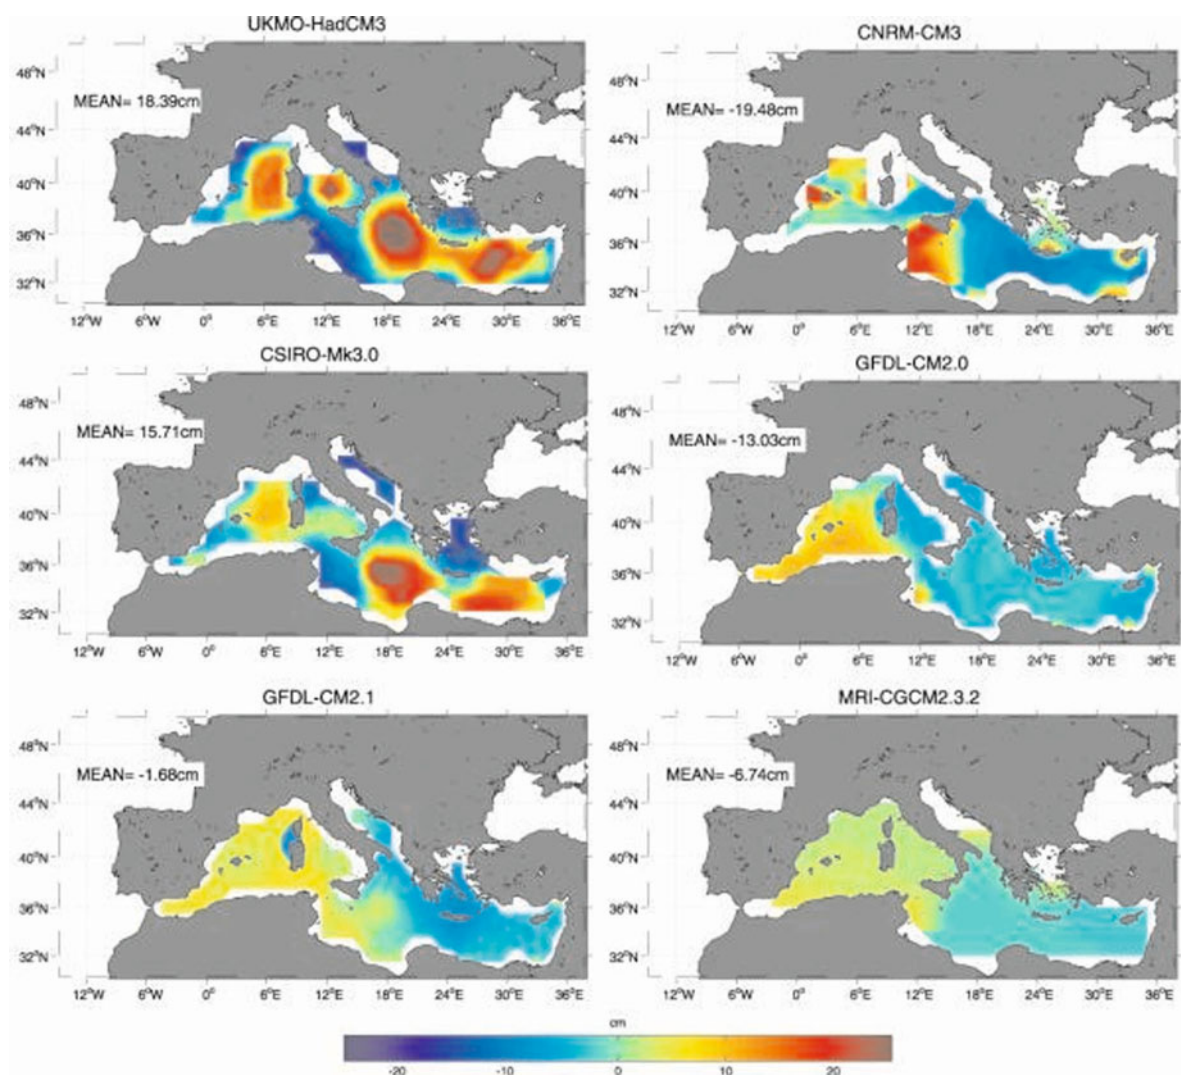 UKMO-HadCM3
48°N
MEAN= 18.39cm
44°N
40°N
36°N
32°N
12°W 6°W 0° 6°E 12°E 18°E 24°E 30°E 36°E
CNRM-CM3
48°N
MEAN= -19.48cm
44°N
40°N
36°N
32°N
12°W 6°W 0° 6°E 12°E 18°E 24°E 30°E 36°E
CSIRO-Mk3.0
48°N
MEAN= 15.71cm
44°N
40°N
36°N
32°N
12°W 6°W 0° 6°E 12°E 18°E 24°E 30°E 36°E
GFDL-CM2.0
48°N
MEAN= -13.03cm
44°N
40°N
36°N
32°N
12°W 6°W 0° 6°E 12°E 18°E 24°E 30°E 36°E
GFDL-CM2.1
48°N
MEAN= -1.68cm
44°N
40°N
36°N
32°N
12°W 6°W 0° 6°E 12°E 18°E 24°E 30°E 36°E
MRI-CGCM2.3.2
48°N
MEAN= -6.74cm
44°N
40°N
36°N
32°N
12°W 6°W 0° 6°E 12°E 18°E 24°E 30°E 36°E
cm
-20 -10 0 10 20